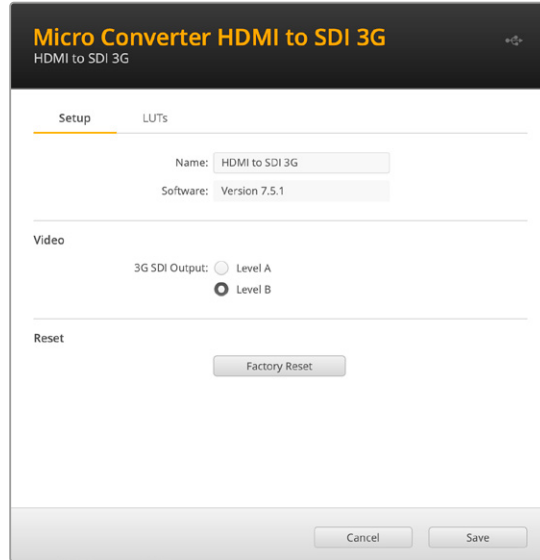 Micro Converter HDMI to SDI 3G
HDMI to SDI 3G
Setup LUTs
Name: HDMI to SDI 3G
Software: Version 7.5.1
Video
3G SDI Output: Level A
Level B
Reset
Factory Reset
Cancel Save